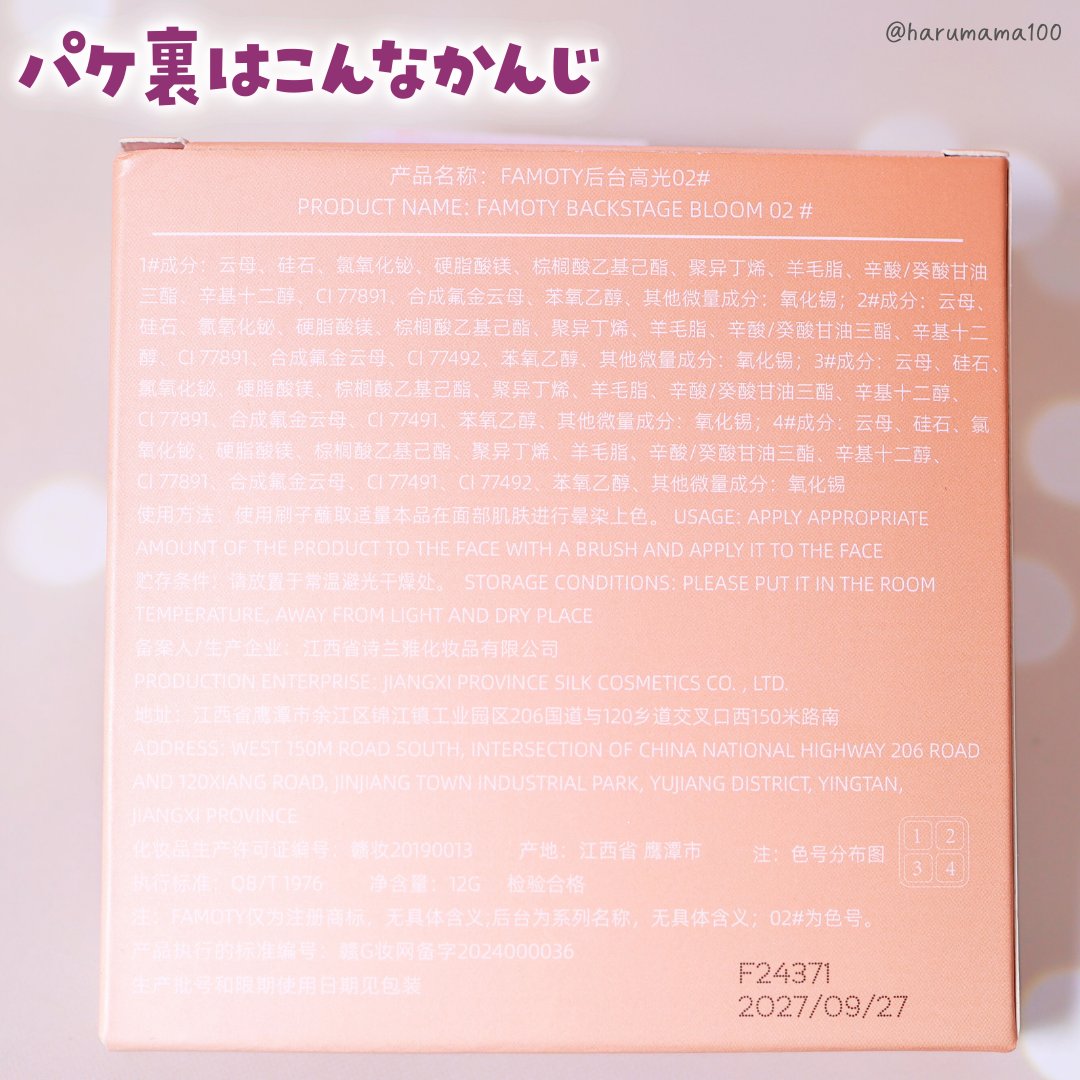 パケ裏はこんなかんじ
@harumama100
产品名称：FAMOTY后台高光02#
PRODUCT NAME: FAMOTY BACKSTAGE BLOOM 02 #
1#成分：云母、硅石、氯氧化铋、硬脂酸镁、棕榈酸乙基己酯、聚异丁烯、羊毛脂、辛酸/癸酸甘油
三酯、辛基十二醇、CI 77891、合成氟金云母、苯氧乙醇、其他微量成分：氧化锡；2#成分：云母、
硅石、氯氧化铋、硬脂酸镁、棕榈酸乙基己酯、聚异丁烯、羊毛脂、辛酸/癸酸甘油三酯、辛基十二
醇、CI 77891、合成氟金云母、CI 77492、苯氧乙醇、其他微量成分：氧化锡；3#成分：云母、硅石、
氯氧化铋、硬脂酸镁、棕榈酸乙基己酯、聚异丁烯、羊毛脂、辛酸/癸酸甘油三酯、辛基十二醇、
CI 77891、合成氟金云母、CI 77491、苯氧乙醇、其他微量成分：氧化锡；4#成分：云母、硅石、氯
氧化铋、硬脂酸镁、棕榈酸乙基己酯、聚异丁烯、羊毛脂、辛酸/癸酸甘油三酯、辛基十二醇、
CI 77891、合成氟金云母、CI 77491、CI 77492、苯氧乙醇、其他微量成分：氧化锡
使用方法：使用刷子蘸取适量本品在面部肌肤进行晕染上色。 USAGE: APPLY APPROPRIATE
AMOUNT OF THE PRODUCT TO THE FACE WITH A BRUSH AND APPLY IT TO THE FACE
贮存条件：请放置于常温避光干燥处。 STORAGE CONDITIONS: PLEASE PUT IT IN THE ROOM
TEMPERATURE, AWAY FROM LIGHT AND DRY PLACE
备案人/生产企业：江西省诗兰雅化妆品有限公司
PRODUCTION ENTERPRISE: JIANGXI PROVINCE SILK COSMETICS CO. , LTD.
地址：江西省鹰潭市余江区锦江镇工业园区206国道与120乡道交叉口西150米路南
ADDRESS: WEST 150M ROAD SOUTH, INTERSECTION OF CHINA NATIONAL HIGHWAY 206 ROAD
AND 120XIANG ROAD. JINJIANG TOWN INDUSTRIAL PARK, YUJIANG DISTRICT, YINGTAN,
JIANGXI PROVINCE
化妆品生产许可证编号：赣妆20190013 产地：江西省 鹰潭市 注：色号分布图
1 2
3 4
执行标准：QB/T 1976 净含量：12G 检验合格
注：FAMOTY仅为注册商标，无具体含义;后台为系列名称，无具体含义；02#为色号。
产品执行的标准编号：赣G妆网备字2024000036
生产批号和限期使用日期见包装
F24371
2027/09/27